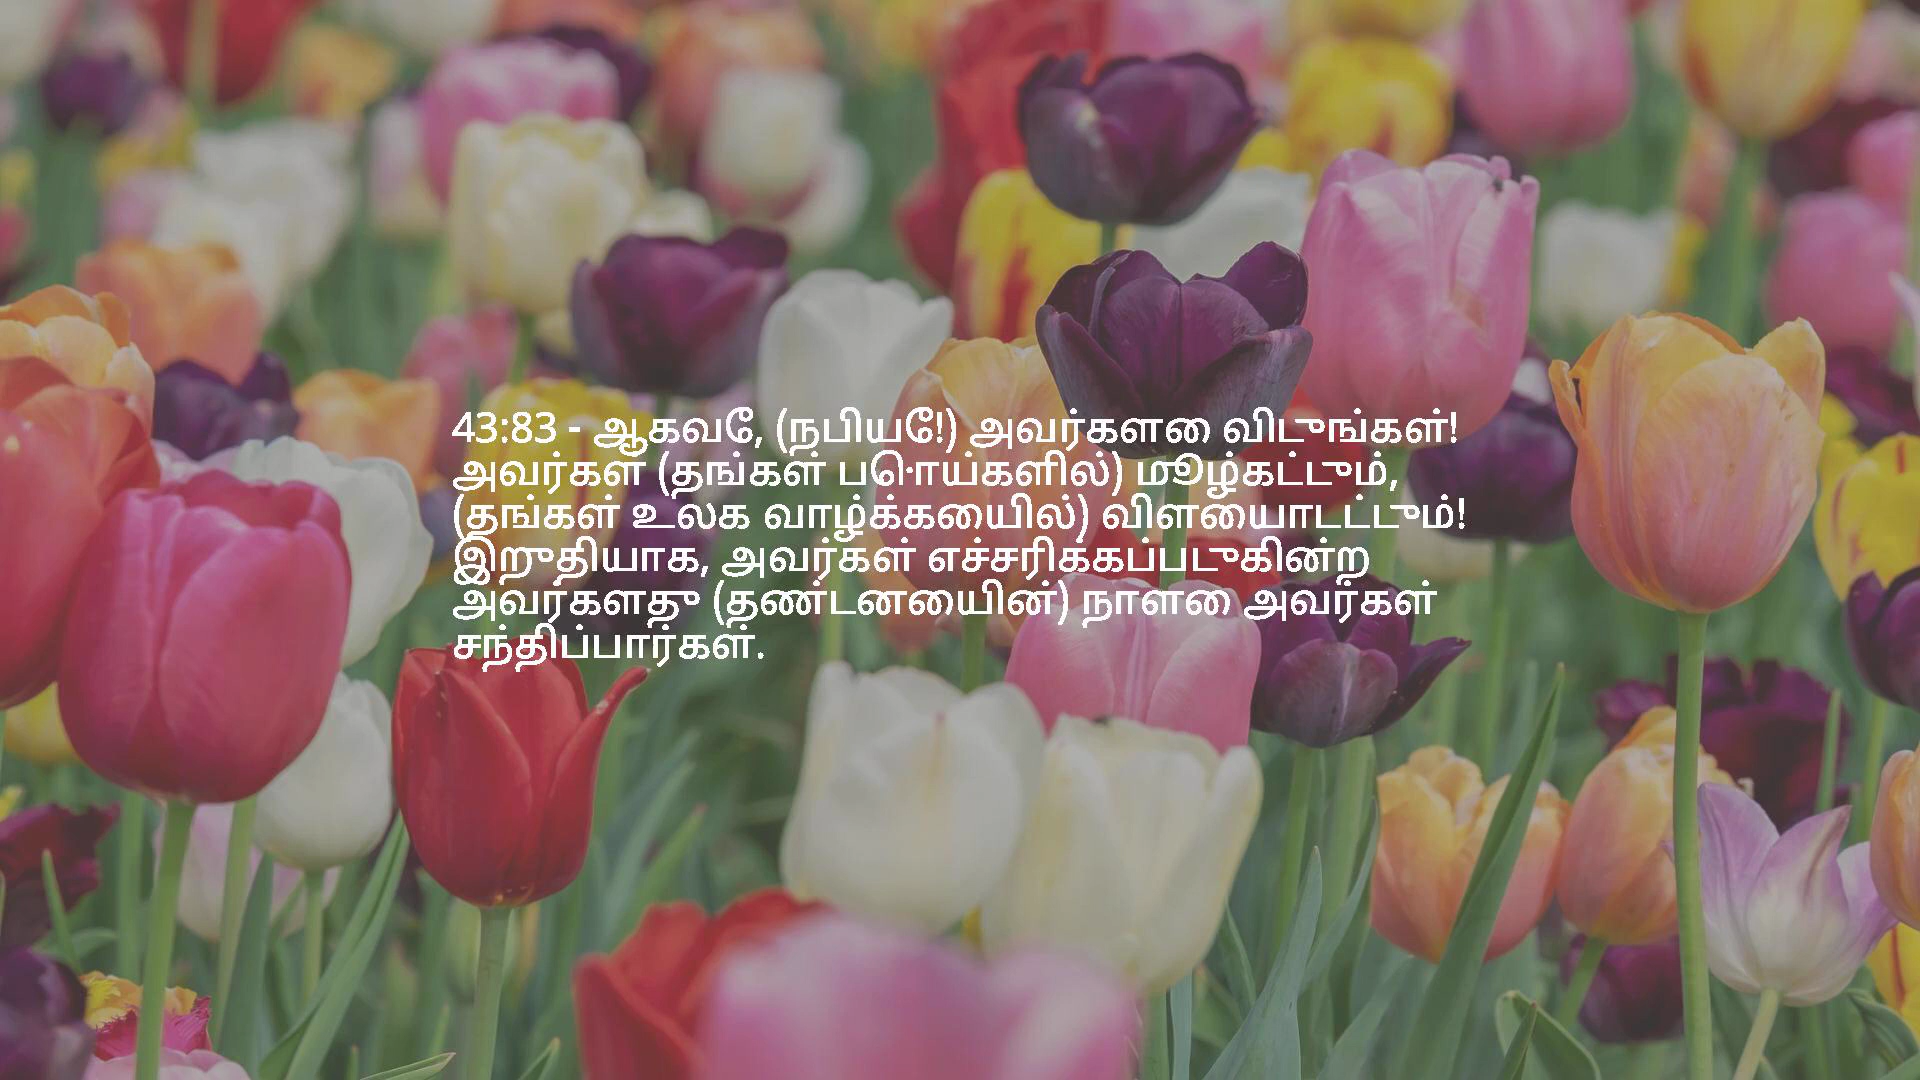 43:83 - ஆகவே, (நபியே!) அவர்களை விடுங்கள்!
அவர்கள் (தங்கள் பொய்களில்) மூழ்கட்டும்,
(தங்கள் உலக வாழ்க்கையில்) விளையாடட்டும்!
இறுதியாக, அவர்கள் எச்சரிக்கப்படுகின்ற
அவர்களது (தண்டனையின்) நாளை அவர்கள்
சந்திப்பார்கள்.